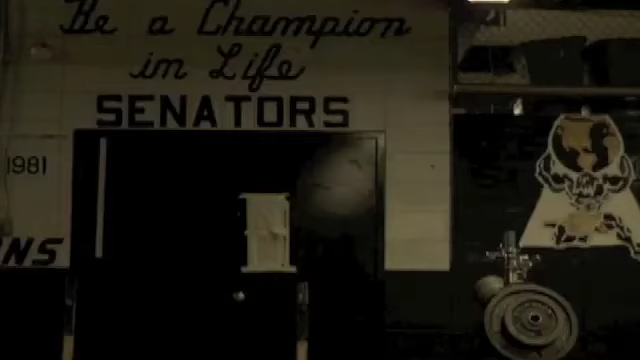 Be a Champion
in Life
SENATORS
1981
NS